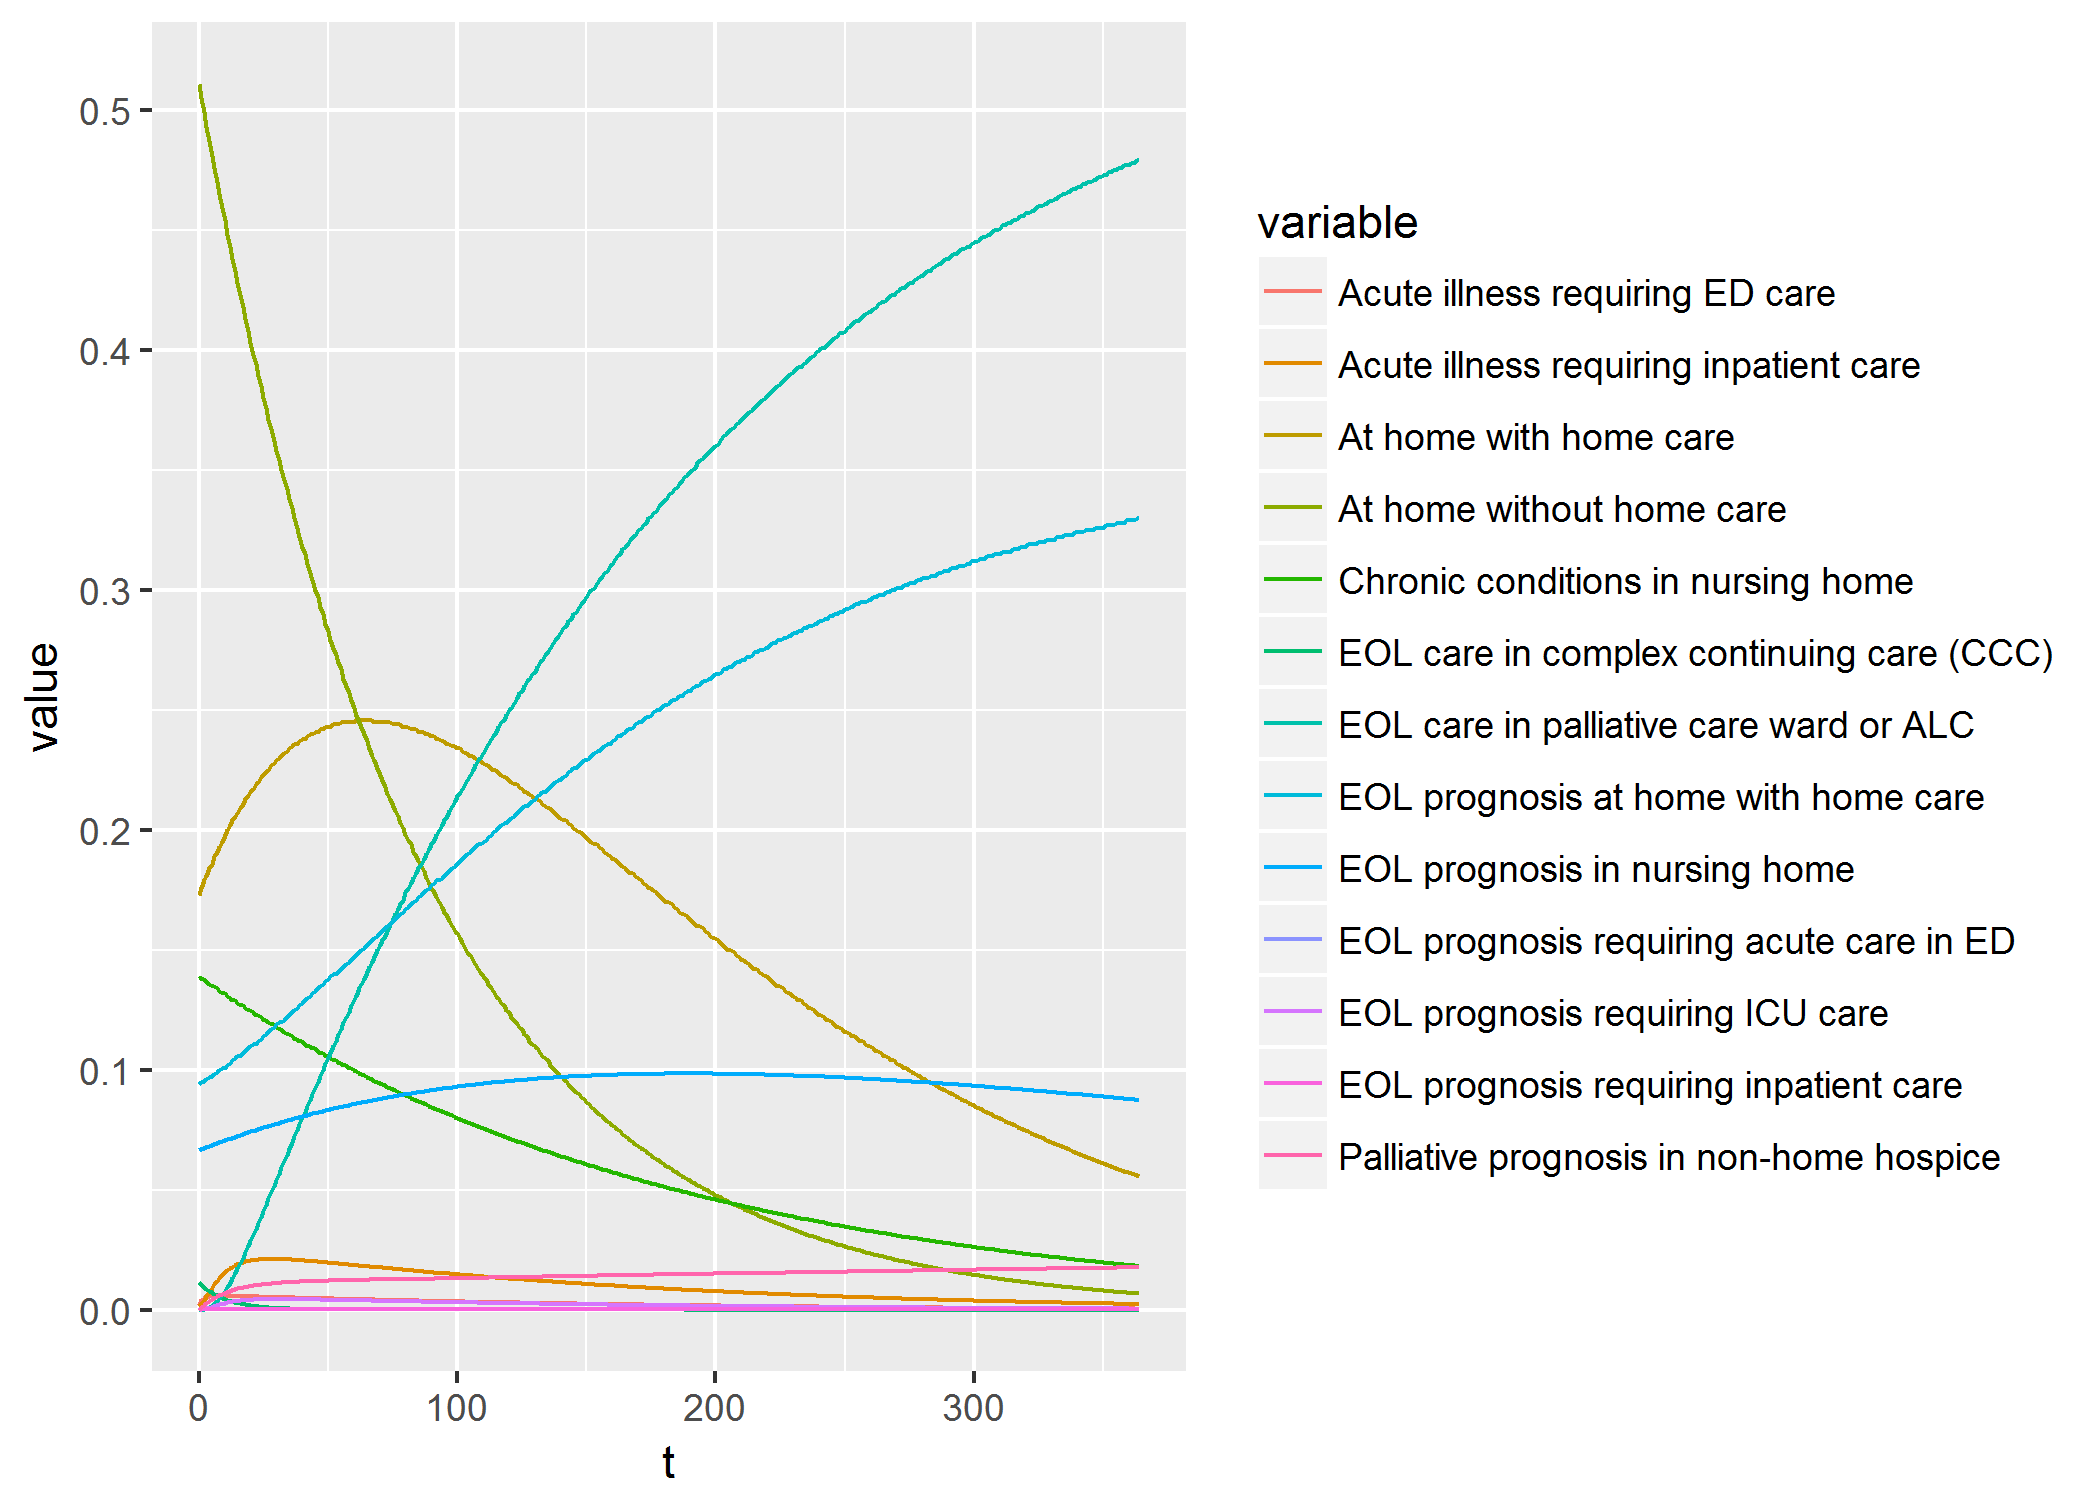 0.5
0.4
0.3
0.2
0.1
0.0
value
0
100
200
300
t
variable
Acute illness requiring ED care
Acute illness requiring inpatient care
At home with home care
At home without home care
Chronic conditions in nursing home
EOL care in complex continuing care (CCC)
EOL care in palliative care ward or ALC
EOL prognosis at home with home care
EOL prognosis in nursing home
EOL prognosis requiring acute care in ED
EOL prognosis requiring ICU care
EOL prognosis requiring inpatient care
Palliative prognosis in non-home hospice